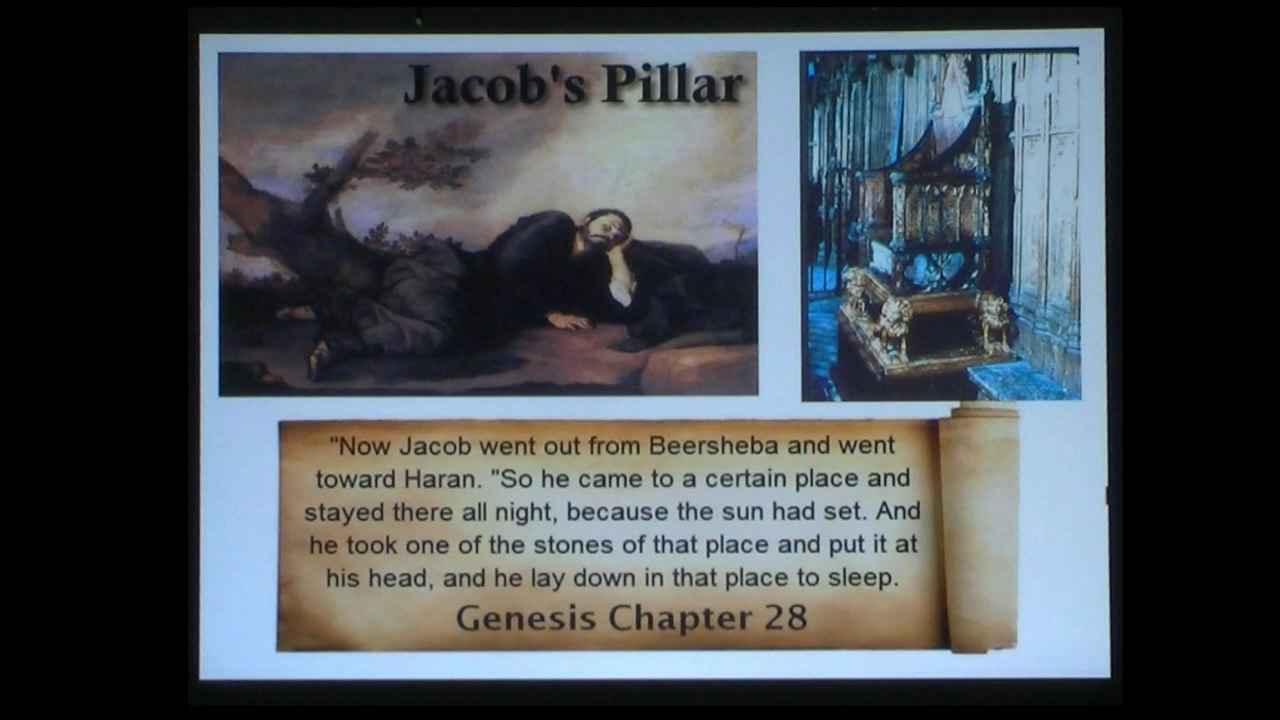 Jacob's Pillar
"Now Jacob went out from Beersheba and went
toward Haran. "So he came to a certain place and
stayed there all night, because the sun had set. And
he took one of the stones of that place and put it at
his head, and he lay down in that place to sleep.
Genesis Chapter 28